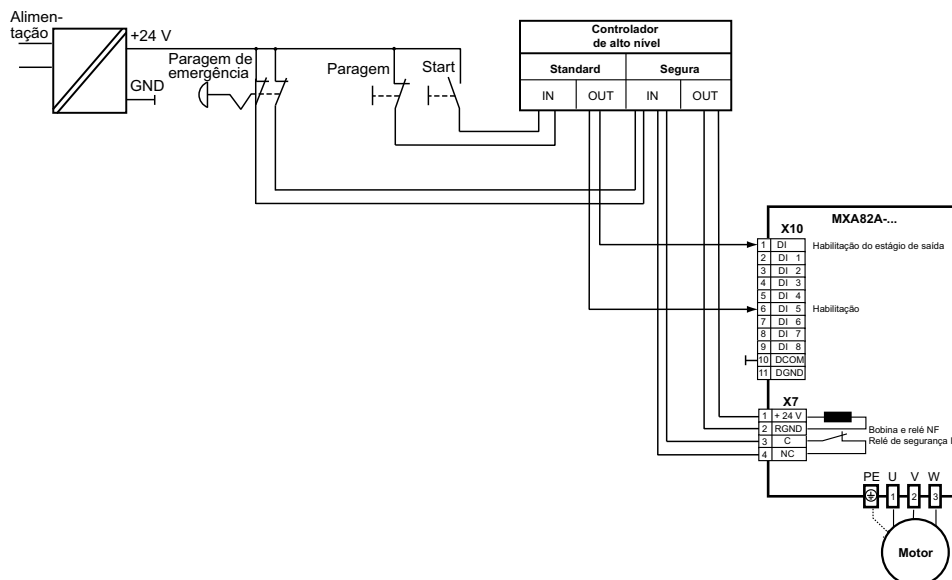 Alimen-
tação
+24 V
GND
Paragem de
emergência
Paragem
Start
Controlador
de alto nível
Standard
Segura
IN
OUT
IN
OUT
MXA82A-...
X10
1 DI
Habilitação do estágio de saída
2 DI 1
3 DI 2
4 DI 3
5 DI 4
6 DI 5
Habilitação
7 DI 6
8 DI 7
9 DI 8
10 DCOM
11 DGND
X7
1 + 24 V
2 RGND
Bobina e relé NF
3 C
Relé de segurança
4 NC
PE U V W
1 2 3
Motor